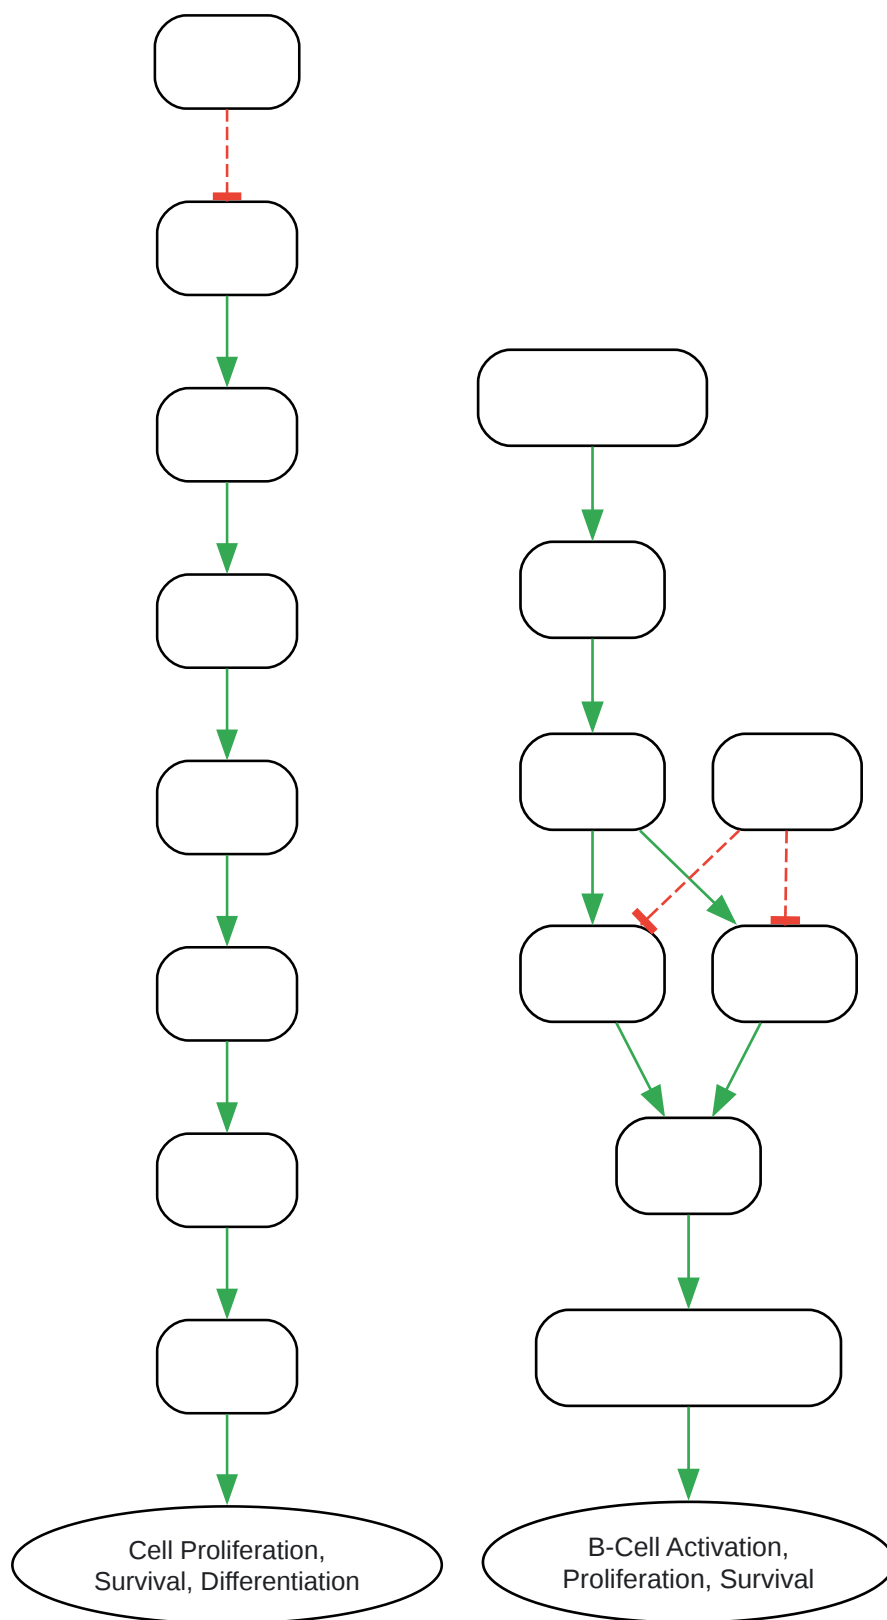 Cell Proliferation,
Survival, Differentiation
B-Cell Activation,
Proliferation, Survival